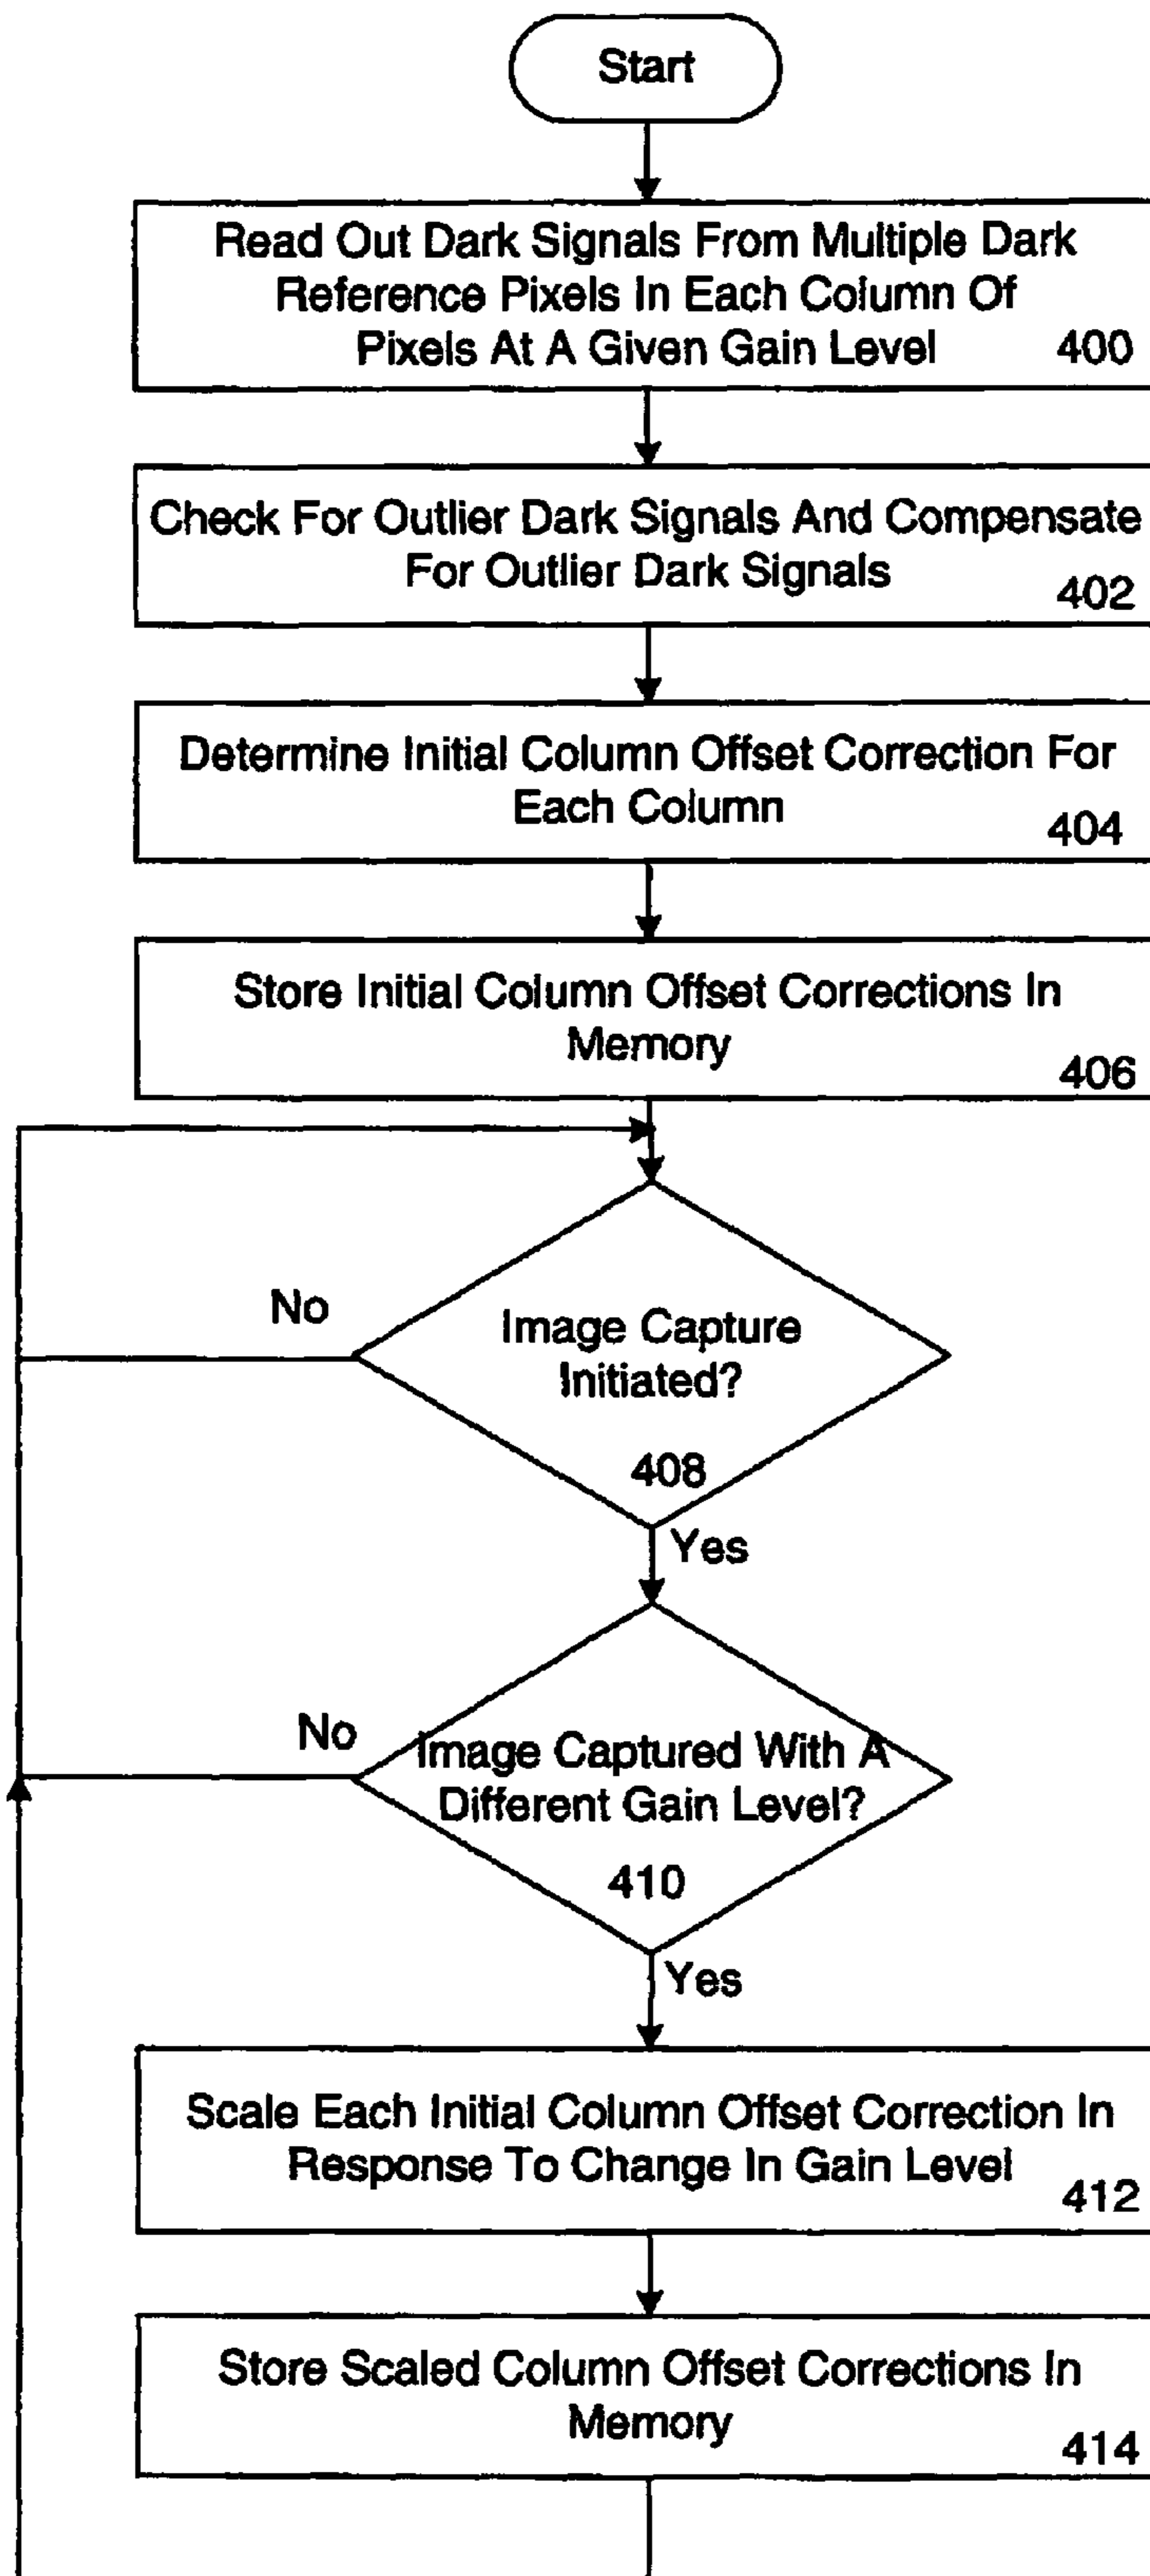 Start
Read Out Dark Signals From Multiple Dark
Reference Pixels In Each Column Of
Pixels At A Given Gain Level
400
Check For Outlier Dark Signals And Compensate
For Outlier Dark Signals
402
Determine Initial Column Offset Correction For
Each Column
404
Store Initial Column Offset Corrections In
Memory
406
No
Image Capture
Initiated?
408
Yes
No
Image Captured With A
Different Gain Level?
410
Yes
Scale Each Initial Column Offset Correction In
Response To Change In Gain Level
412
Store Scaled Column Offset Corrections In
Memory
414